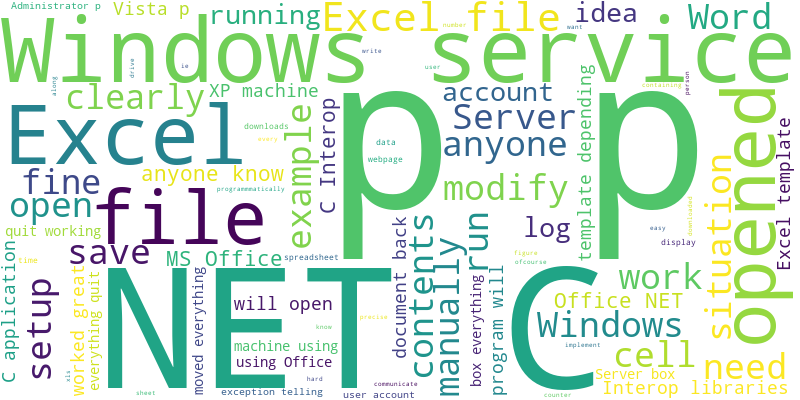 Administrator p
Vista p
running
Excel file
idea
Word
Windows service
drive
im
along
write
number
user
want
containing
person
clearly
XP machine
account
Server
anyone
Excel
example
C Interop
downloads
every
data
webpage
p
p
template depending
opened
Excel template
fine
anyone know
programmatically
modify
situation
downloaded
open
file
quit working
save
MS Office
spreadsheet
document back
contents
manually
run
log
easy
display
figure
ofcourse
program will
box everything
work
need
C application
setup
time
worked great
everything quit
NET
moved everything
will open
machine using
using Office
precise
know
C
Office NET
Windows
implement
cell
Server box
Interop libraries
xls
sheet
exception telling
hard
user account
communicate
counter